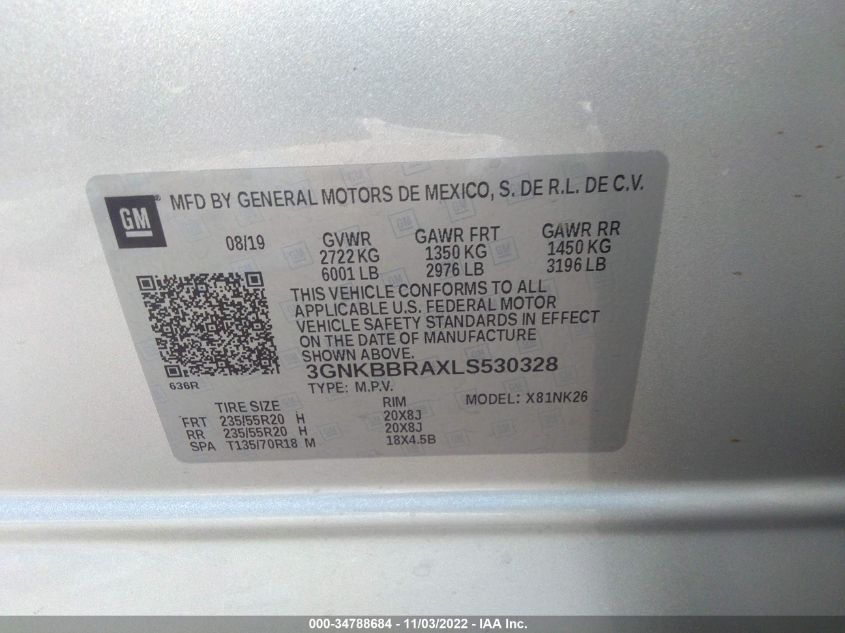 GM
MFD BY GENERAL MOTORS DE MEXICO, S. DE R.L. DE C.V.
08/19 GVWR GAWR FRT GAWR RR
2722 KG 1350 KG 1450 KG
6001 LB 2976 LB 3196 LB
THIS VEHICLE CONFORMS TO ALL
APPLICABLE U.S. FEDERAL MOTOR
VEHICLE SAFETY STANDARDS IN EFFECT
ON THE DATE OF MANUFACTURE
SHOWN ABOVE.
3GNKBBRAXLS530328
636R
TYPE: M.P.V. MODEL: X81NK26
TIRE SIZE RIM
FRT 235/55R20 H 20X8J
RR 235/55R20 H 20X8J
SPA T135/70R18 M 18X4.5B
000-34788684 - 11/03/2022 - IAA Inc.